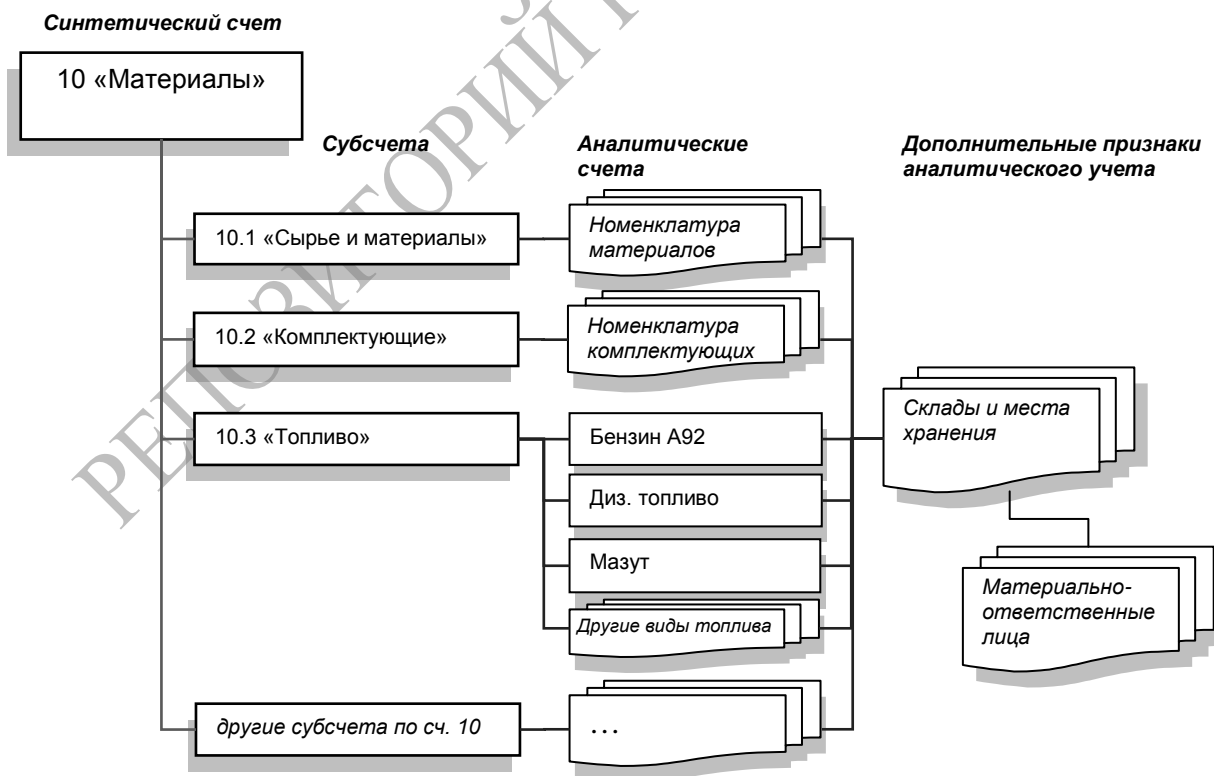 Синтетический счет
10 «Материалы»
Субсчета
Аналитические
счета
Дополнительные признаки
аналитического учета
10.1 «Сырье и материалы»
Номенклатура
материалов
10.2 «Комплектующие»
Номенклатура
комплектующих
10.3 «Топливо»
Бензин А92
Диз. топливо
Мазут
Другие виды топлива
другие субсчета по сч. 10
...
Склады и места
хранения
Материально-
ответственные
лица
РЕПОЗИТОРИЙ